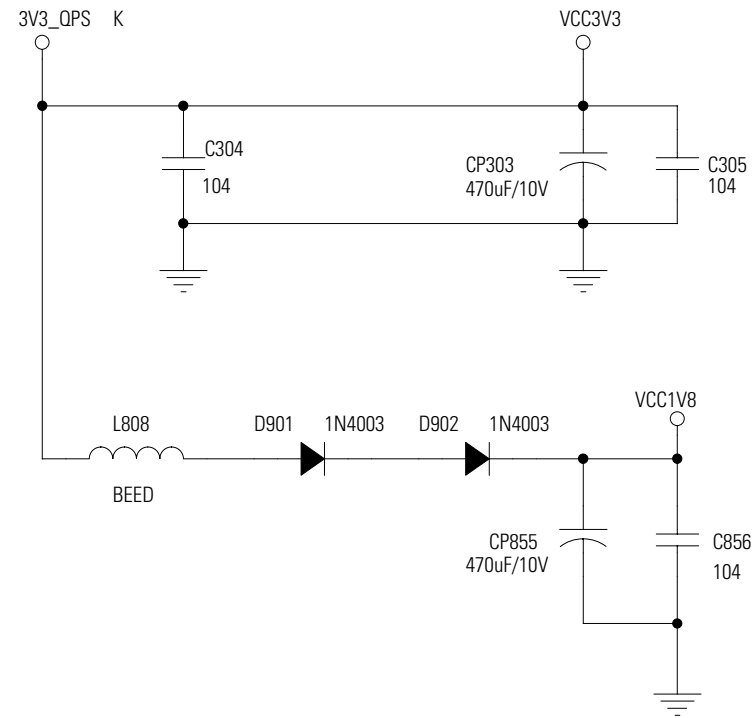 3V3_QPS K
VCC3V3
C304
104
CP303
470uF/10V
C305
104
VCC1V8
L808
BEED
D901 1N4003
D902 1N4003
CP855
470uF/10V
C856
104